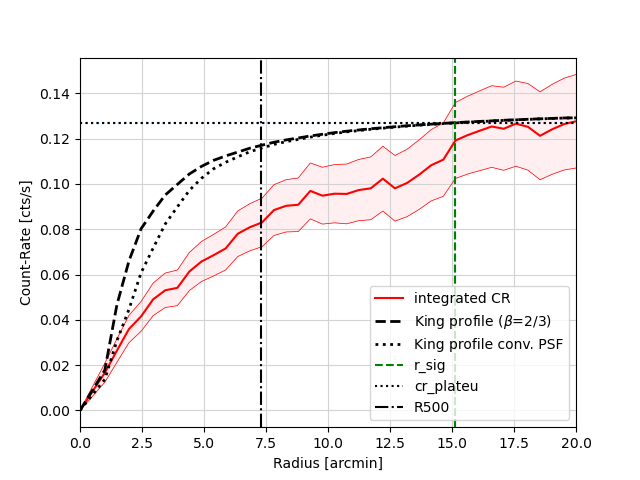 0.14
0.12
0.10
0.08
0.06
0.04
0.02
0.00
Count-Rate [cts/s]
integrated CR
King profile (β=2/3)
King profile conv. PSF
r_sig
cr_plateu
R500
0.0 2.5 5.0 7.5 10.0 12.5 15.0 17.5 20.0
Radius [arcmin]